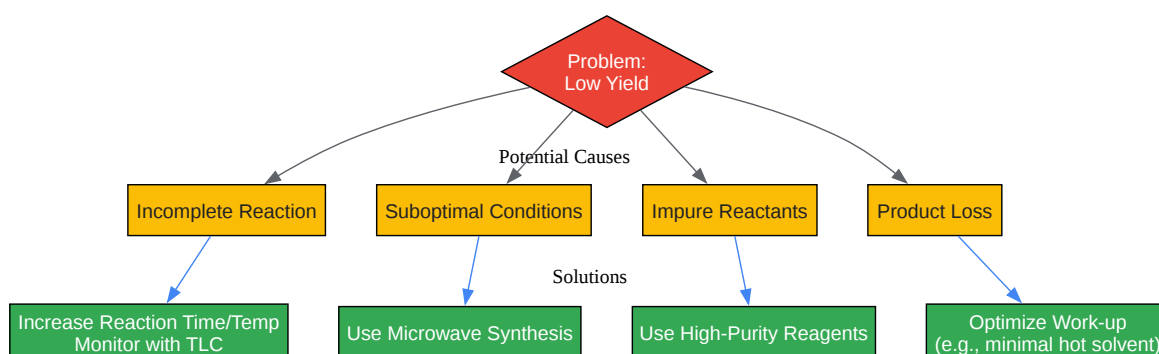 Problem:
Low Yield
Potential Causes
Incomplete Reaction
Suboptimal Conditions
Impure Reactants
Product Loss
Solutions
Increase Reaction Time/Temp
Monitor with TLC
Use Microwave Synthesis
Use High-Purity Reagents
Optimize Work-up
(e.g., minimal hot solvent)